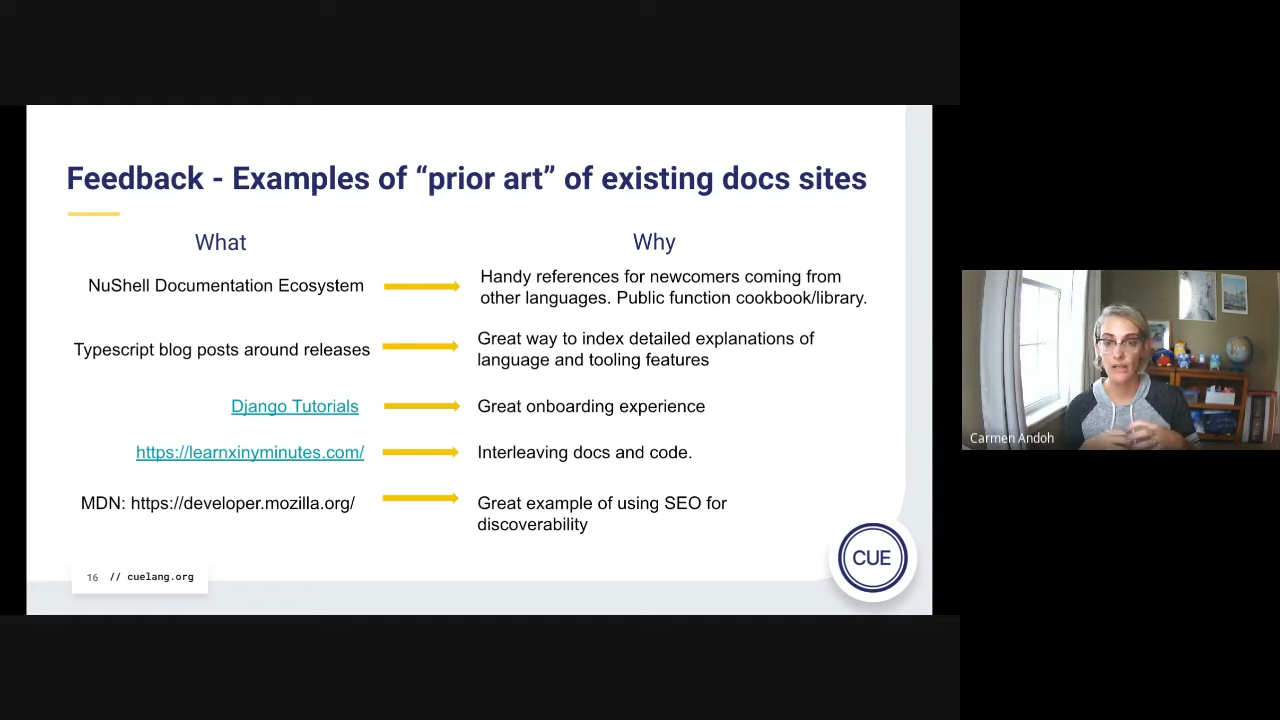 Feedback - Examples of “prior art” of existing docs sites
What
Why
NuShell Documentation Ecosystem
Handy references for newcomers coming from
other languages. Public function cookbook/library.
Typescript blog posts around releases
Great way to index detailed explanations of
language and tooling features
Django Tutorials
Great onboarding experience
https://learnxinyminutes.com/
Interleaving docs and code.
MDN: https://developer.mozilla.org/
Great example of using SEO for
discoverability
16 // cuelang.org
CUE
Carmen Andoh